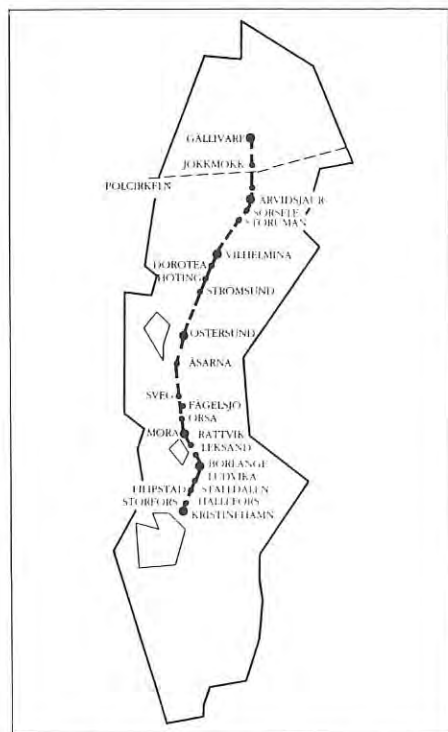 GÄLLIVARE
JOKKMOKK
POLCIRKELN
ARVIDSJAUR
SORSELE
STORUMAN
VILHELMINA
DOROTEA
HOTING
STRÖMSUND
ÖSTERSUND
ÅSARNA
SVEG
FÅGELSJÖ
ORSA
MORA
RÄTTVIK
LEKSAND
BORLÄNGE
LUDVIKA
FILIPSTAD
STÄLLDALEN
STORFORS
HÄLLEFORS
KRISTINEHAMN